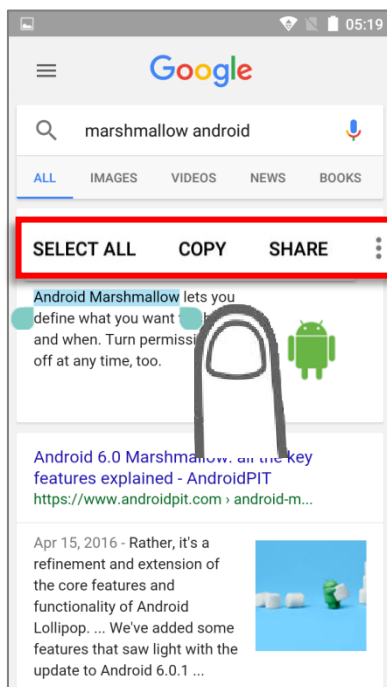 05:19
Google
marshmallow android
ALL IMAGES VIDEOS NEWS BOOKS
SELECT ALL COPY SHARE
Android Marshmallow lets you
define what you want
and when. Turn
off at any time, too.
Android 6.0 Marshmallow: all the key
features explained - AndroidPIT
https://www.androidpit.com › android-m...
Apr 15, 2016 - Rather, it's a
refinement and extension of
the core features and
functionality of Android
Lollipop. ... We've added some
features that saw light with the
update to Android 6.0.1 ...